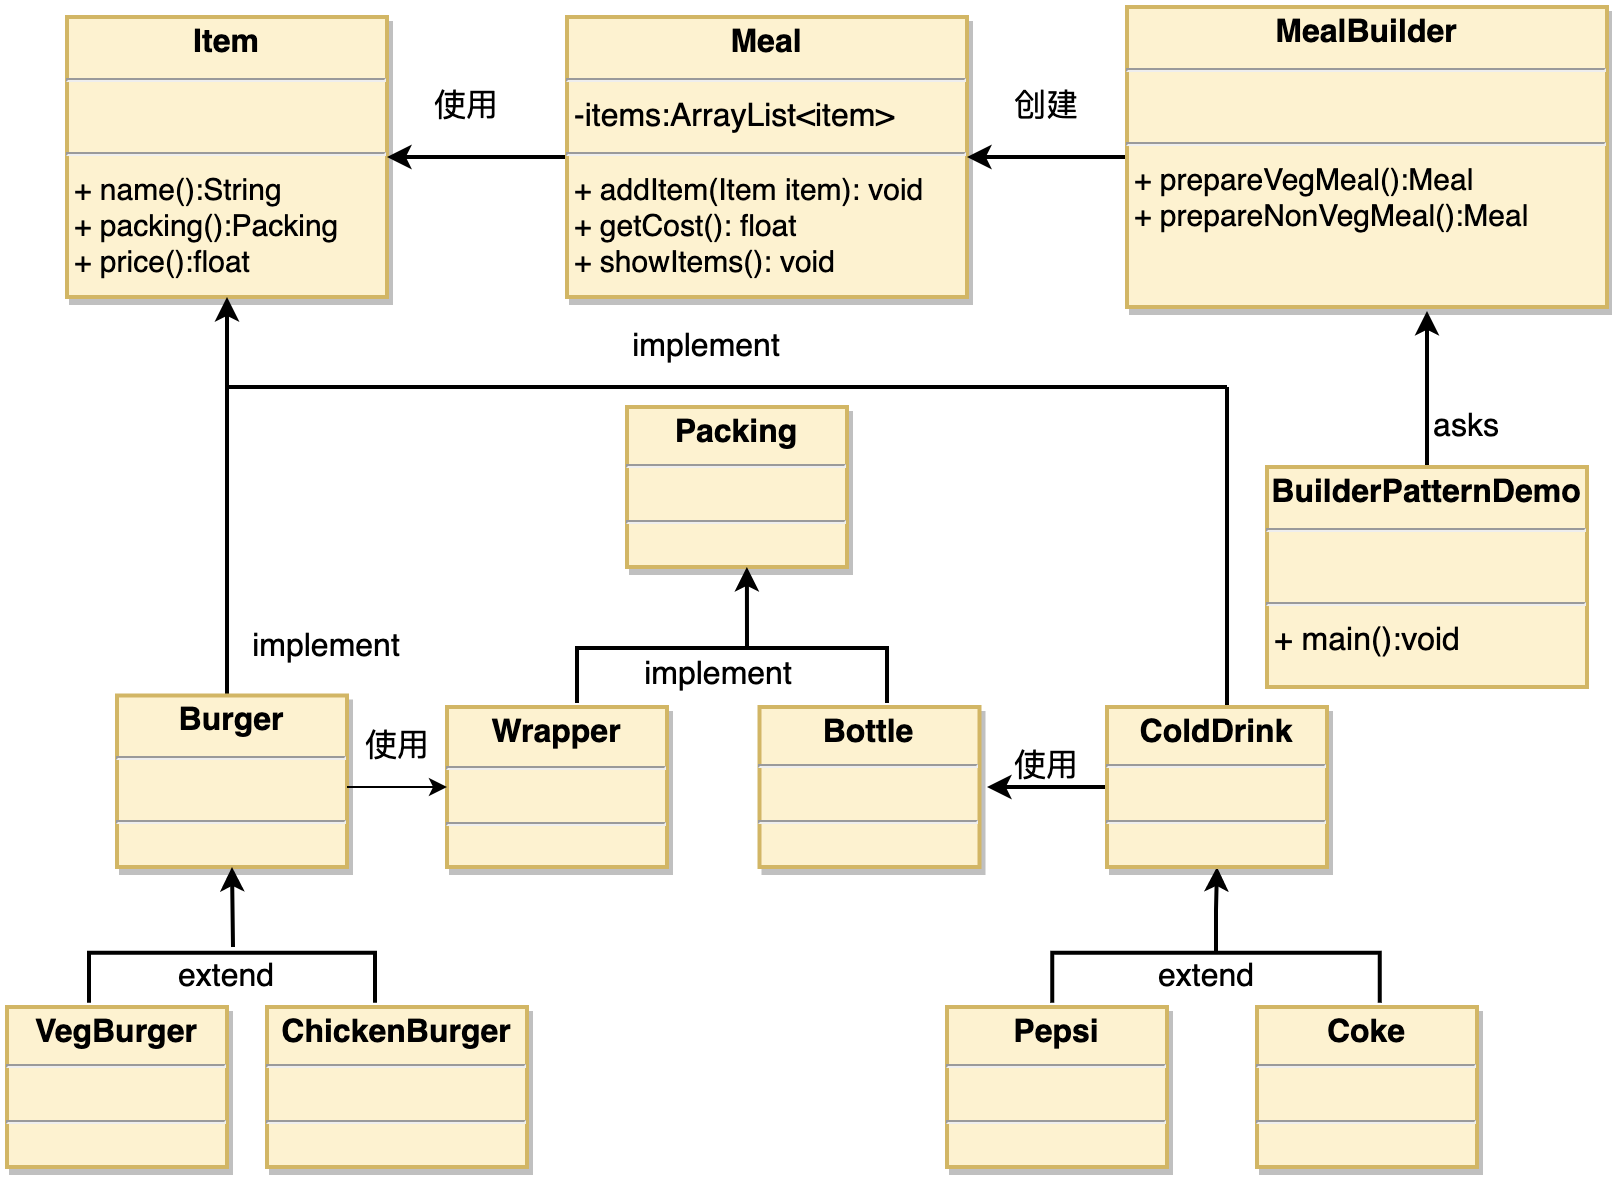 Item
+ name():String
+ packing():Packing
+ price():float
使用
Meal
-items:ArrayList<item>
+ addItem(Item item): void
+ getCost(): float
+ showItems(): void
创建
MealBuilder
+ prepareVegMeal():Meal
+ prepareNonVegMeal():Meal
implement
asks
Packing
BuilderPatternDemo
+ main():void
implement
implement
Burger
使用
Wrapper
Bottle
使用
ColdDrink
extend
extend
VegBurger
ChickenBurger
Pepsi
Coke